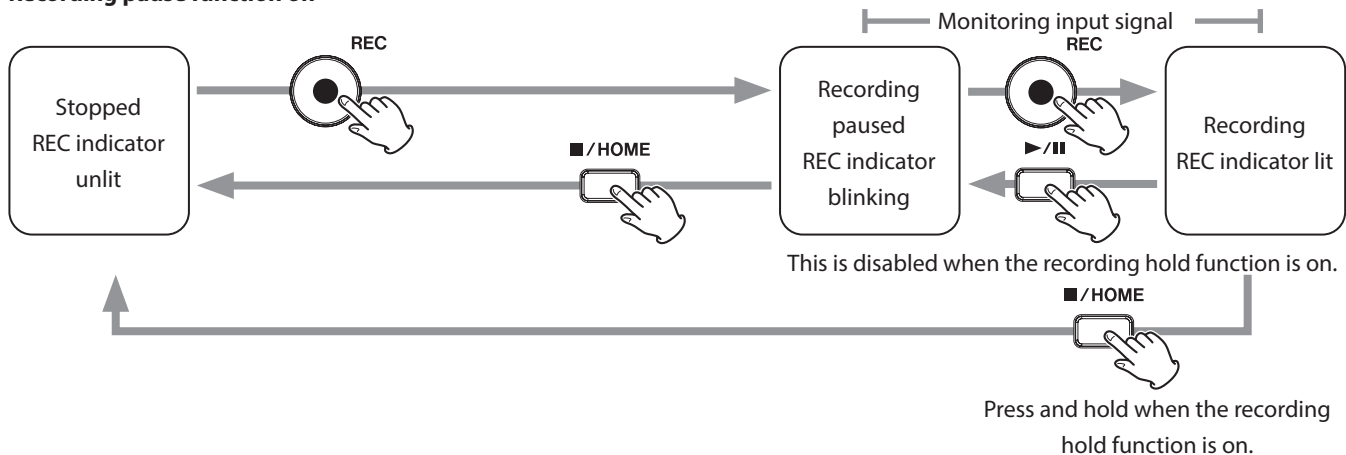 Recording pause function on
Monitoring input signal
REC
REC
Stopped
REC indicator
unlit
■/HOME
Recording
paused
REC indicator
blinking
►/II
Recording
REC indicator lit
This is disabled when the recording hold function is on.
■/HOME
Press and hold when the recording
hold function is on.